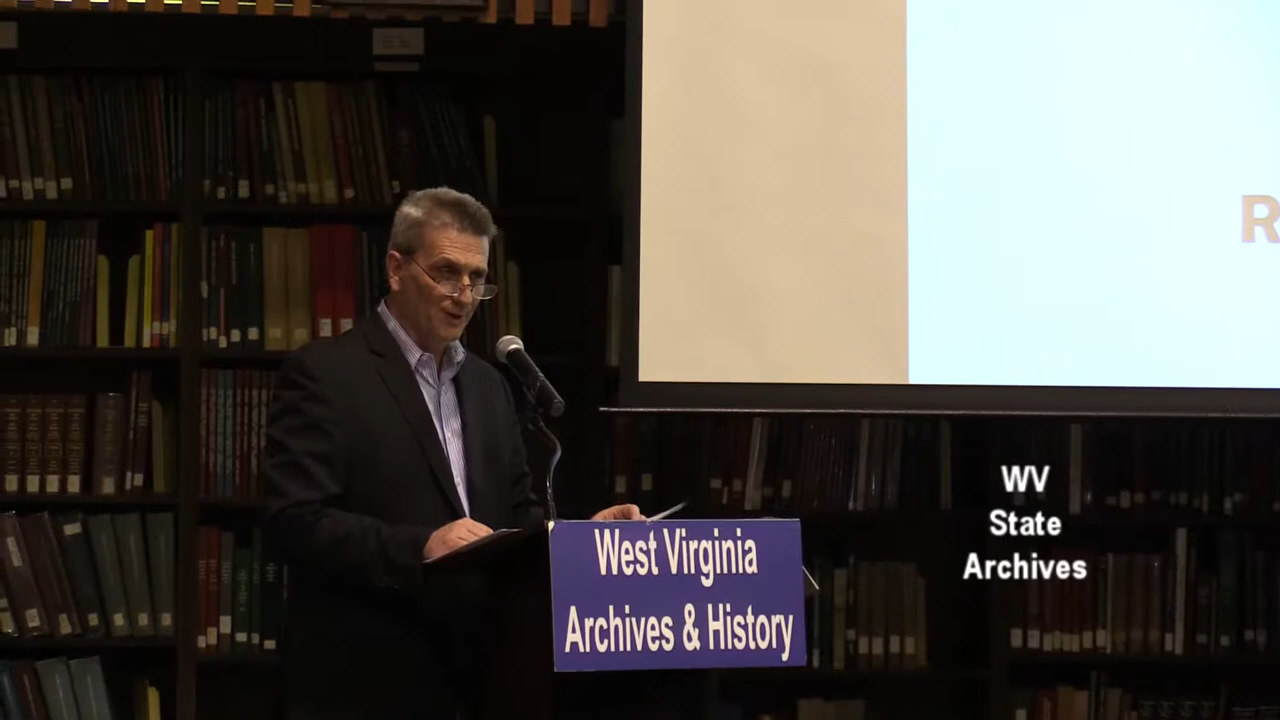 R
West Virginia
Archives & History
WV
State
Archives